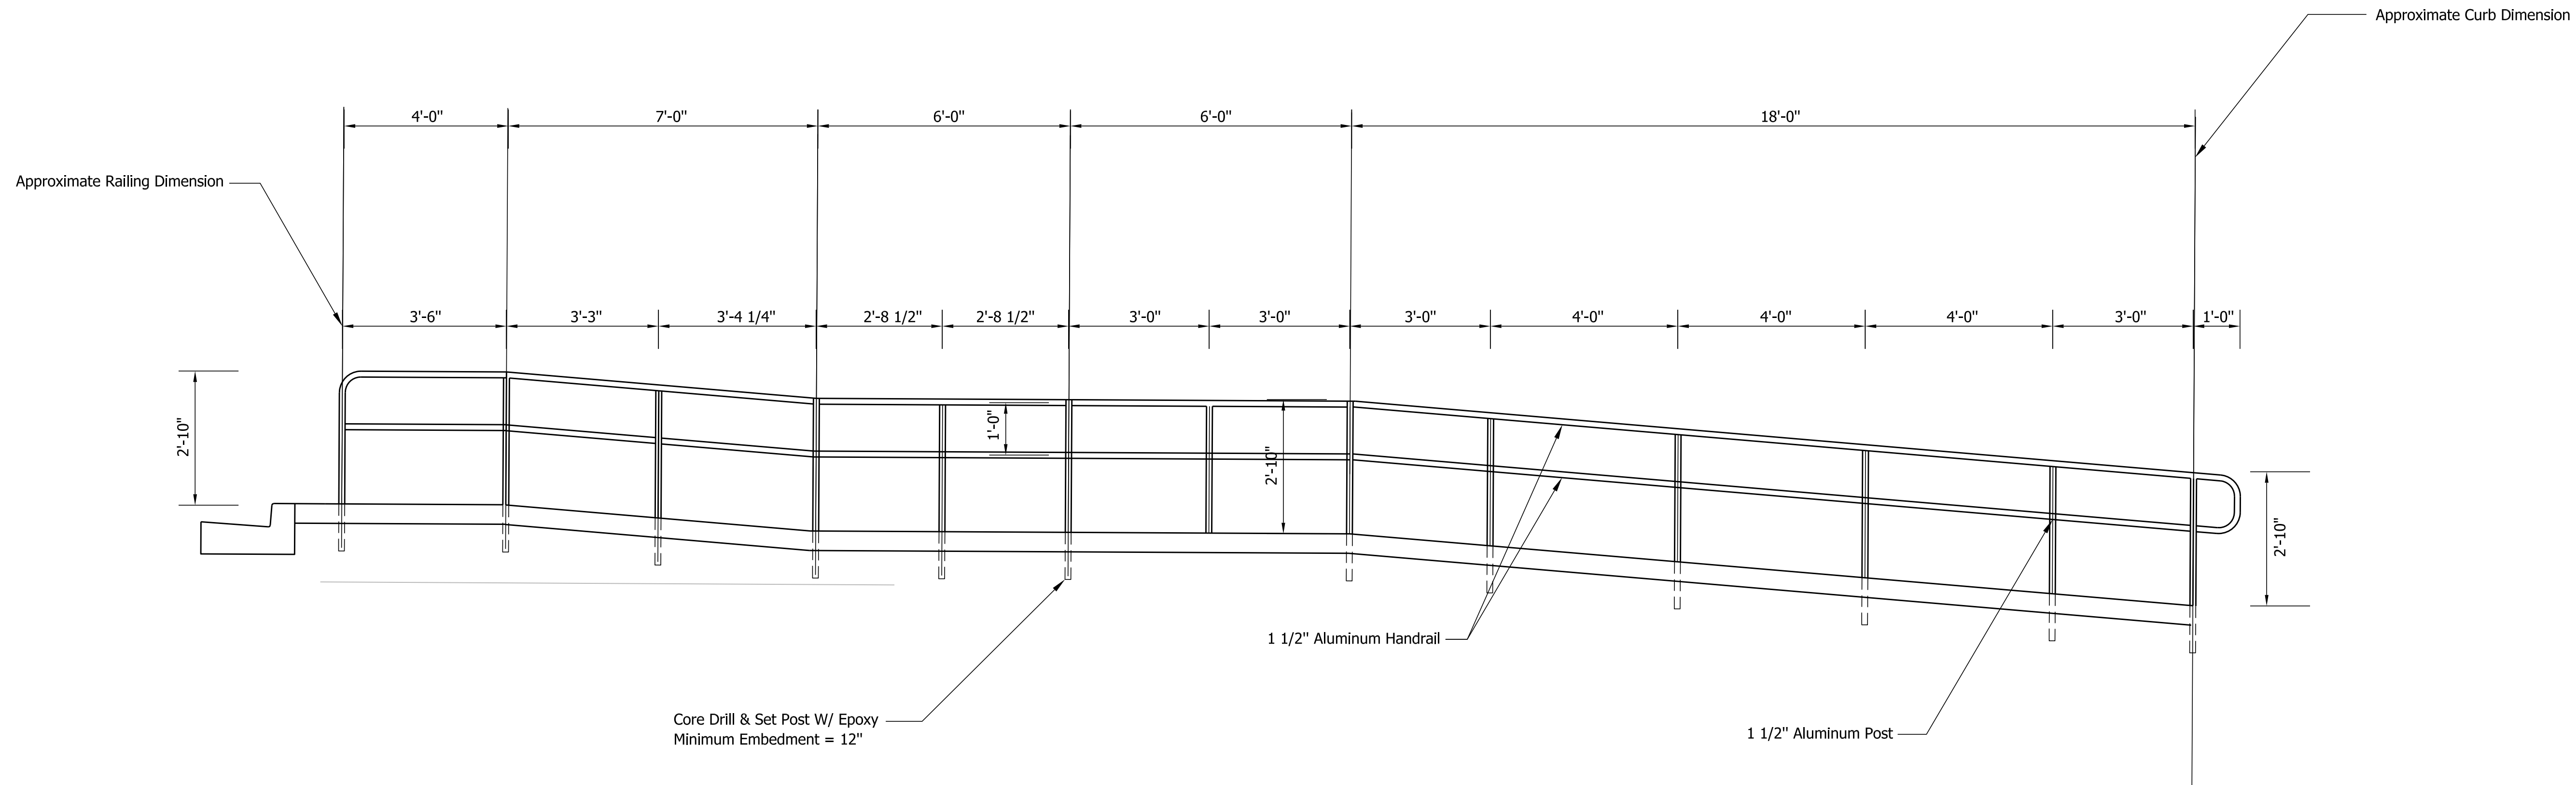 Approximate Curb Dimension
4'-0" 7'-0" 6'-0" 6'-0" 18'-0"
Approximate Railing Dimension
3'-6" 3'-3" 3'-4 1/4" 2'-8 1/2" 2'-8 1/2" 3'-0" 3'-0" 3'-0" 4'-0" 4'-0" 4'-0" 3'-0" 1'-0"
2'-10"
1'-0"
2'-10"
2'-10"
1 1/2" Aluminum Handrail
Core Drill & Set Post W/ Epoxy
Minimum Embedment = 12"
1 1/2" Aluminum Post